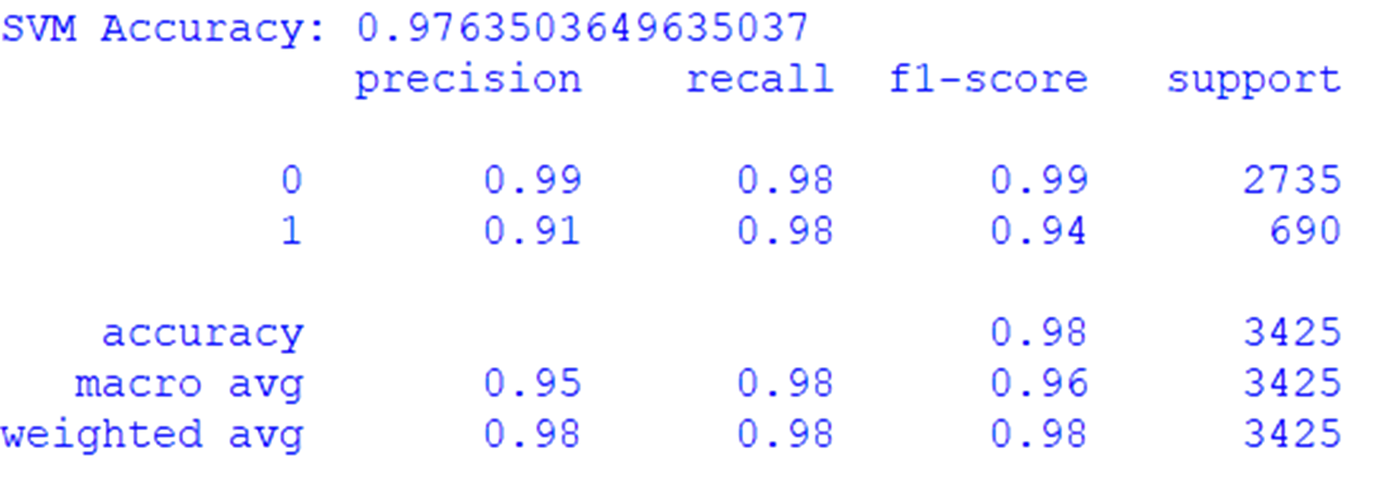 SVM Accuracy: 0.9763503649635037
precision recall f1-score support
0 0.99 0.98 0.99 2735
1 0.91 0.98 0.94 690
accuracy 0.98 3425
macro avg 0.95 0.98 0.96 3425
weighted avg 0.98 0.98 0.98 3425